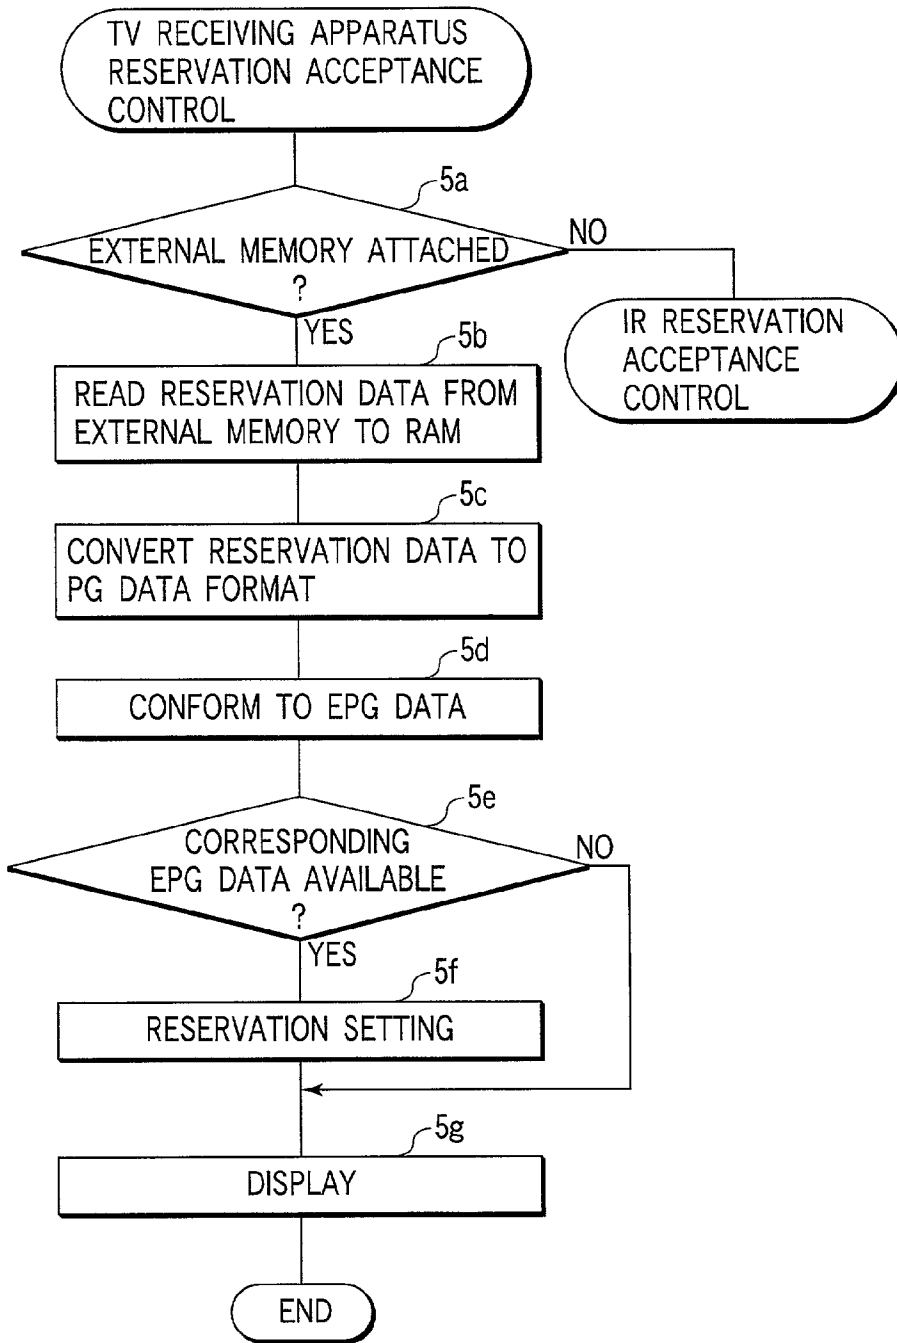 TV RECEIVING APPARATUS
RESERVATION ACCEPTANCE
CONTROL
5a
EXTERNAL MEMORY ATTACHED
?
NO
YES
IR RESERVATION
ACCEPTANCE
CONTROL
5b
READ RESERVATION DATA FROM
EXTERNAL MEMORY TO RAM
5c
CONVERT RESERVATION DATA TO
PG DATA FORMAT
5d
CONFORM TO EPG DATA
5e
CORRESPONDING
EPG DATA AVAILABLE
?
NO
YES
5f
RESERVATION SETTING
5g
DISPLAY
END